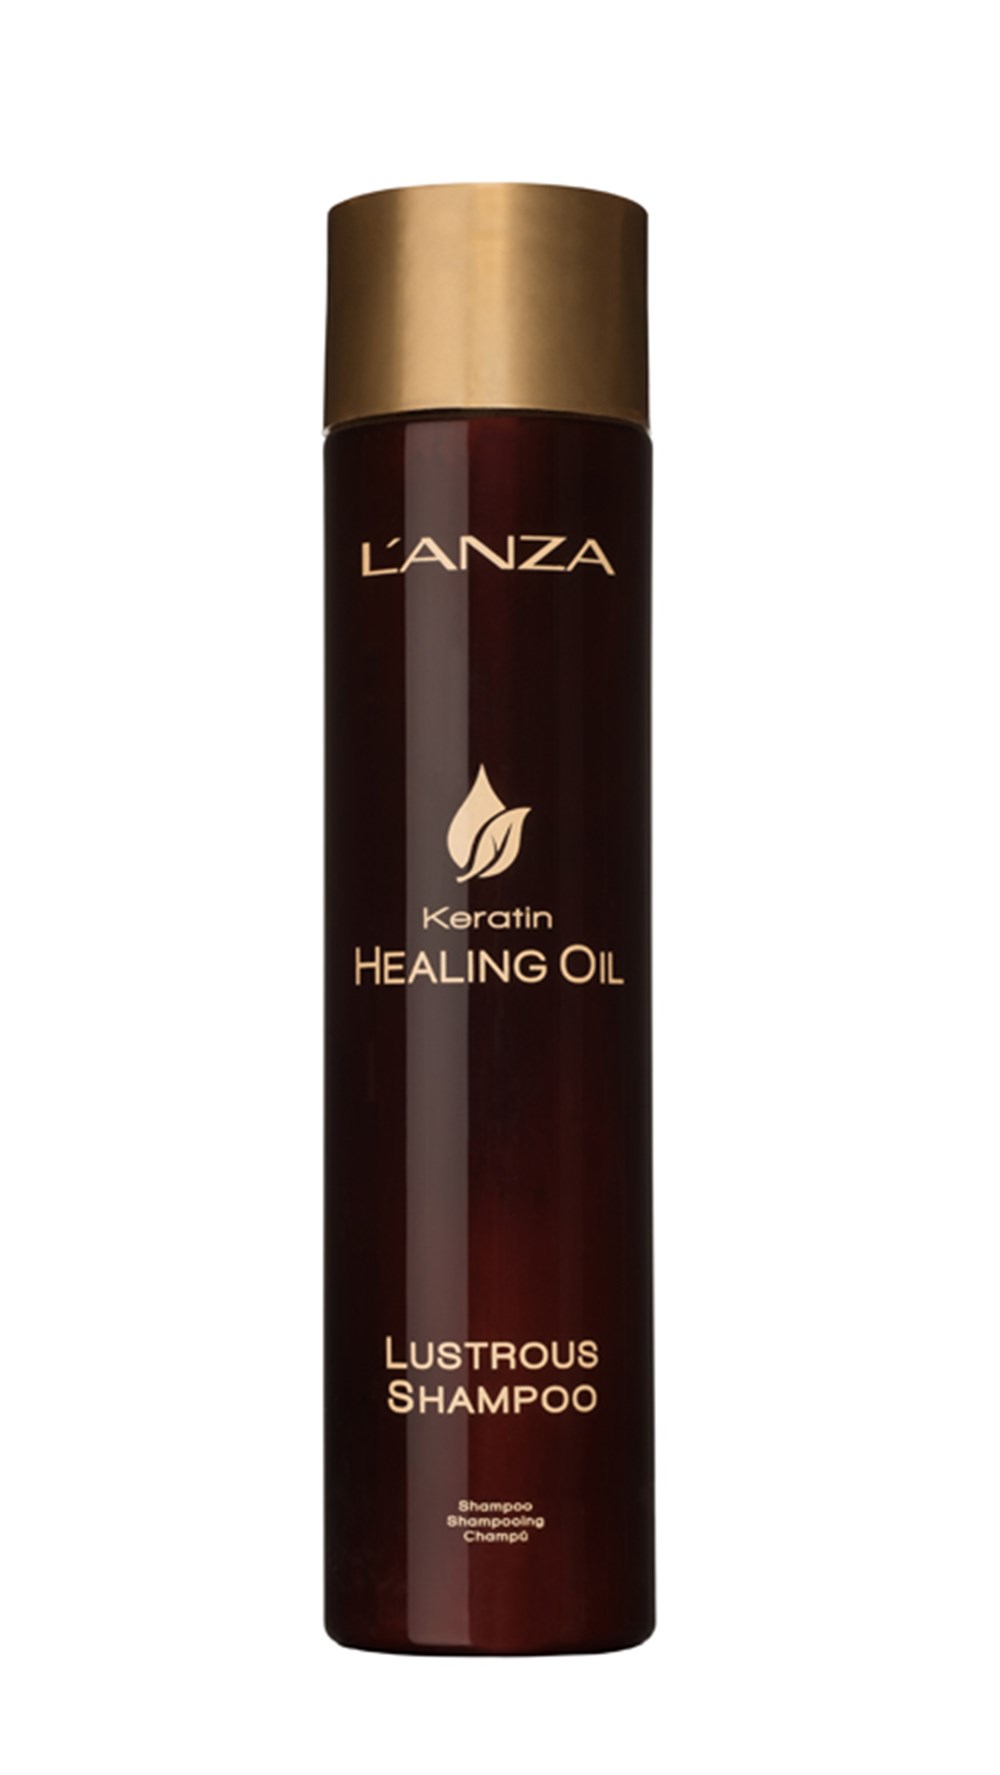 L'ANZA
Keratin
HEALING OIL
LUSTROUS
SHAMPOO
Shampoo
Shampooing
Champú